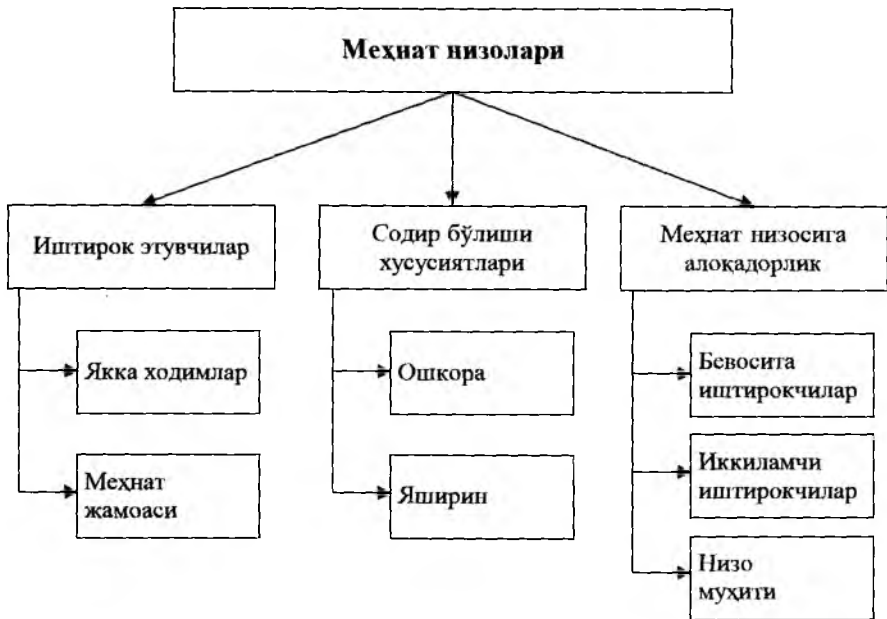 Меҳнат низолари
Иштирок этувчилар
Содир бўлиши
хусусиятлари
Меҳнат низосига
алоқадорлик
Якка ходимлар
Меҳнат
жамоаси
Ошкора
Яширин
Бевосита
иштирокчилар
Иккиламчи
иштирокчилар
Низо
муҳити